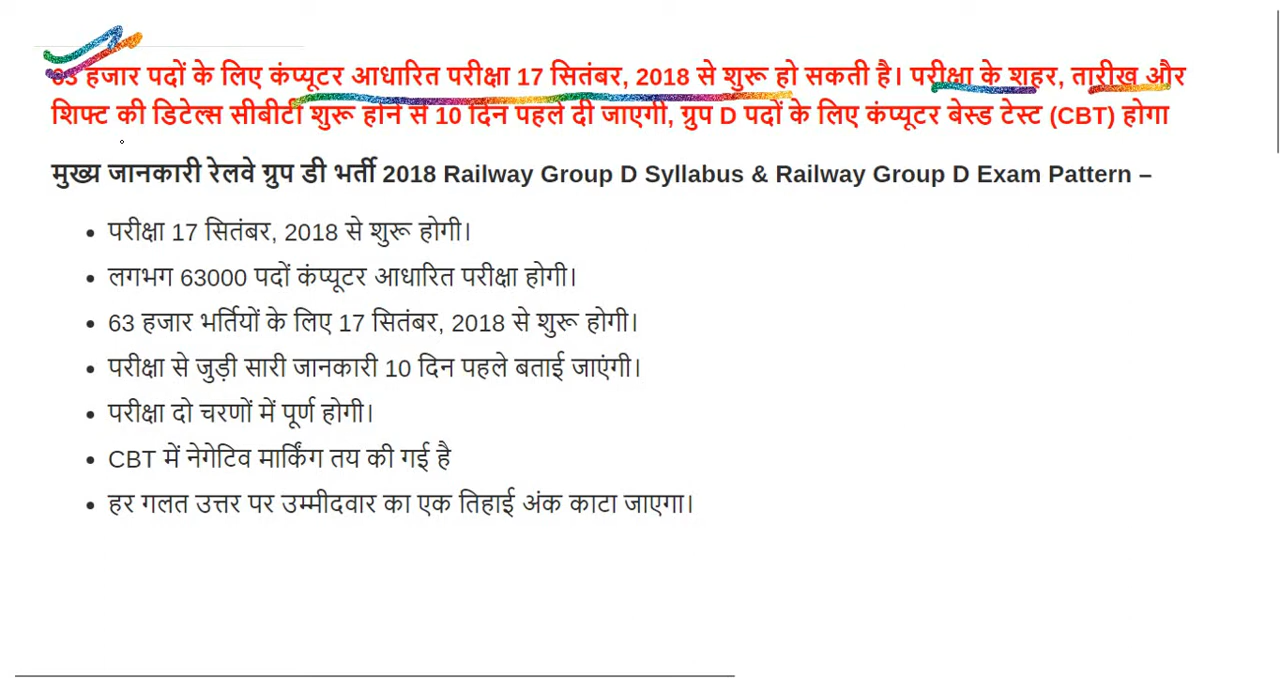 63 हजार पदों के लिए कंप्यूटर आधारित परीक्षा 17 सितंबर, 2018 से शुरू हो सकती है। परीक्षा के शहर, तारीख और
शिफ्ट की डिटेल्स सीबीटी शुरू होने से 10 दिन पहले दी जाएगी, ग्रुप D पदों के लिए कंप्यूटर बेस्ड टेस्ट (CBT) होगा
मुख्य जानकारी रेलवे ग्रुप डी भर्ती 2018 Railway Group D Syllabus & Railway Group D Exam Pattern –
• परीक्षा 17 सितंबर, 2018 से शुरू होगी।
• लगभग 63000 पदों कंप्यूटर आधारित परीक्षा होगी।
• 63 हजार भर्तियों के लिए 17 सितंबर, 2018 से शुरू होगी।
• परीक्षा से जुड़ी सारी जानकारी 10 दिन पहले बताई जाएंगी।
• परीक्षा दो चरणों में पूर्ण होगी।
• CBT में नेगेटिव मार्किंग तय की गई है
• हर गलत उत्तर पर उम्मीदवार का एक तिहाई अंक काटा जाएगा।